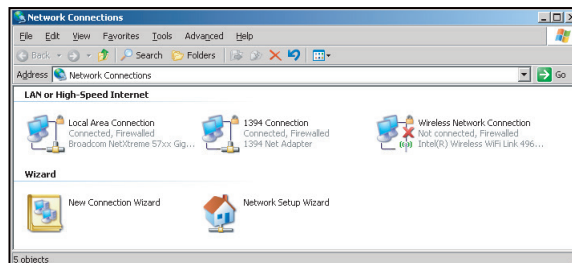 Network Connections
File Edit View Favorites Tools Advanced Help
Back Search Folders
Address Network Connections Go
LAN or High-Speed Internet
Local Area Connection
Connected, Firewalled
Broadcom NetXtreme 57xx Gig...
1394 Connection
Connected, Firewalled
1394 Net Adapter
Wireless Network Connection
Not connected, Firewalled
Intel(R) Wireless WiFi Link 496...
Wizard
New Connection Wizard
Network Setup Wizard
5 objects